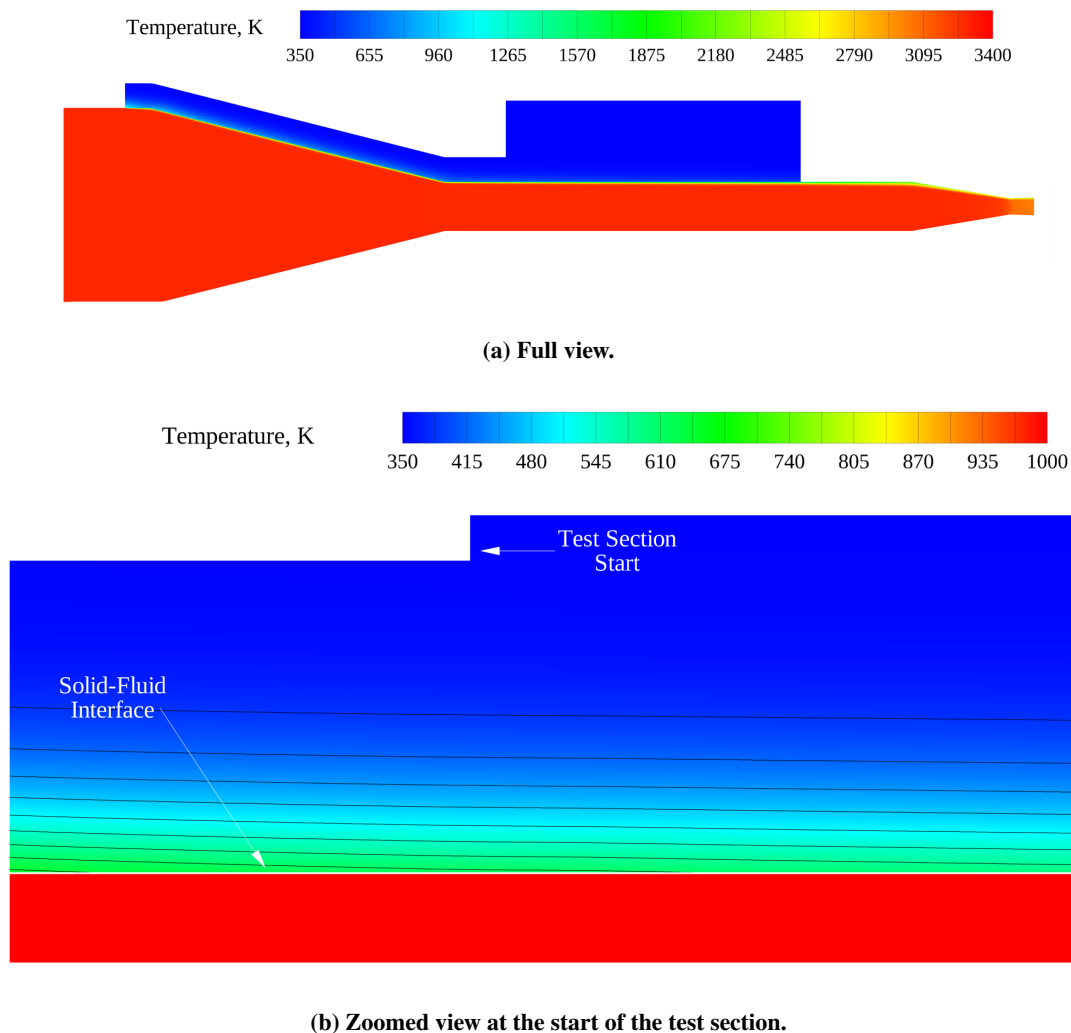 Temperature, K
350 655 960 1265 1570 1875 2180 2485 2790 3095 3400
(a) Full view.
Temperature, K
350 415 480 545 610 675 740 805 870 935 1000
Test Section
Start
Solid-Fluid
Interface
(b) Zoomed view at the start of the test section.